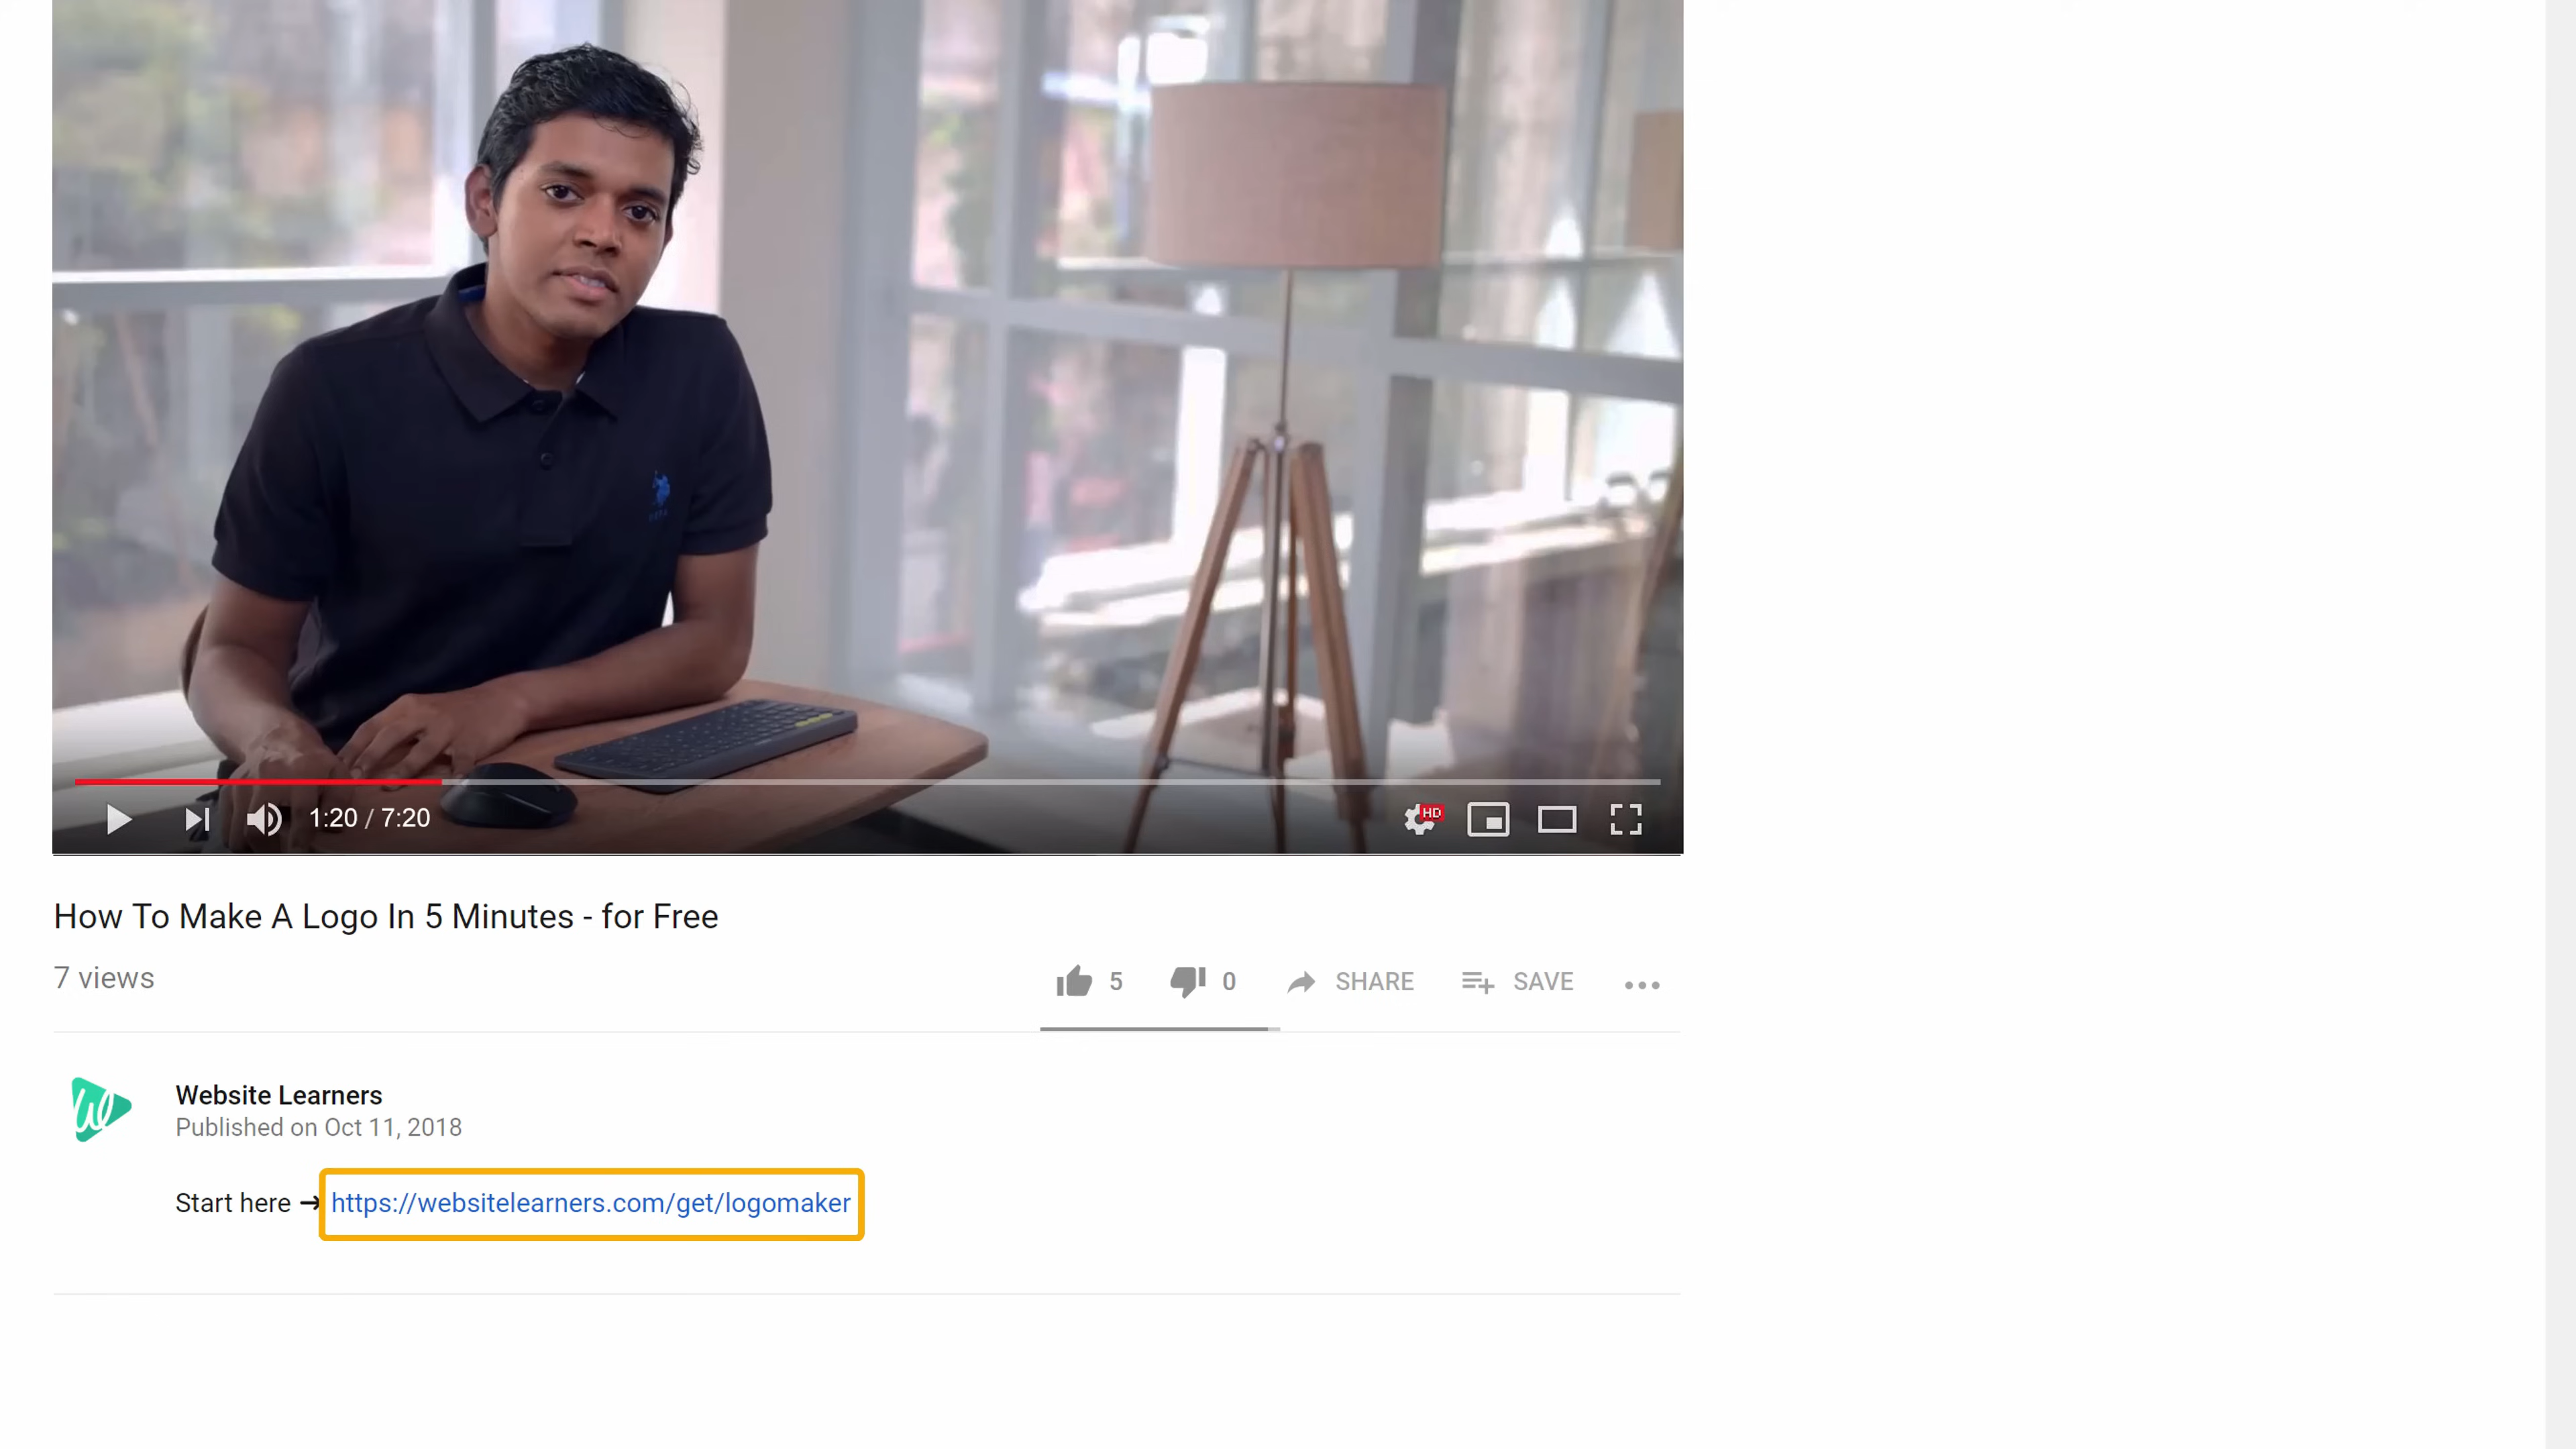 HD
1:20 / 7:20
How To Make A Logo In 5 Minutes - for Free
7 views
5 0 SHARE SAVE
Website Learners
Published on Oct 11, 2018
Start here → https://websitelearners.com/get/logomaker